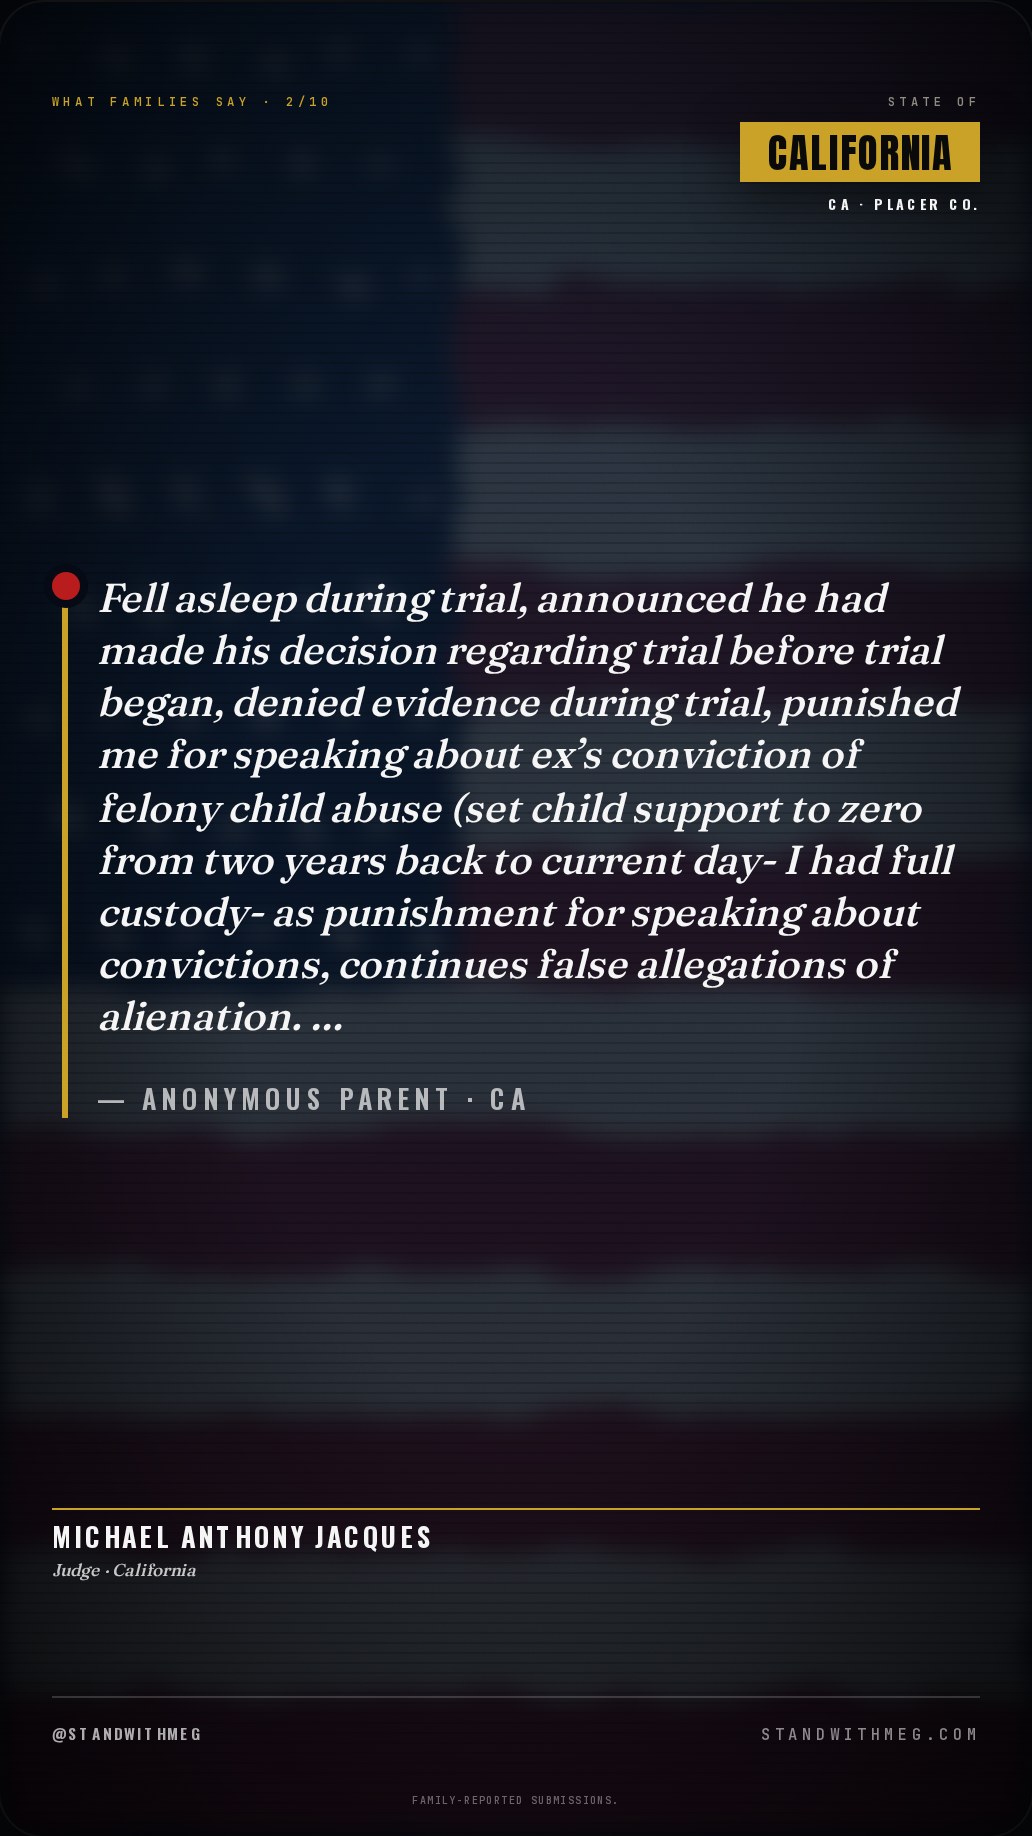 WHAT FAMILIES SAY · 2/10
STATE OF
CALIFORNIA
CA · PLACER CO.
Fell asleep during trial, announced he had
made his decision regarding trial before trial
began, denied evidence during trial, punished
me for speaking about ex’s conviction of
felony child abuse (set child support to zero
from two years back to current day- I had full
custody- as punishment for speaking about
convictions, continues false allegations of
alienation. ...
— ANONYMOUS PARENT · CA
MICHAEL ANTHONY JACQUES
Judge · California
@STANDWITHMEG
STANDWITHMEG.COM
FAMILY-REPORTED SUBMISSIONS.